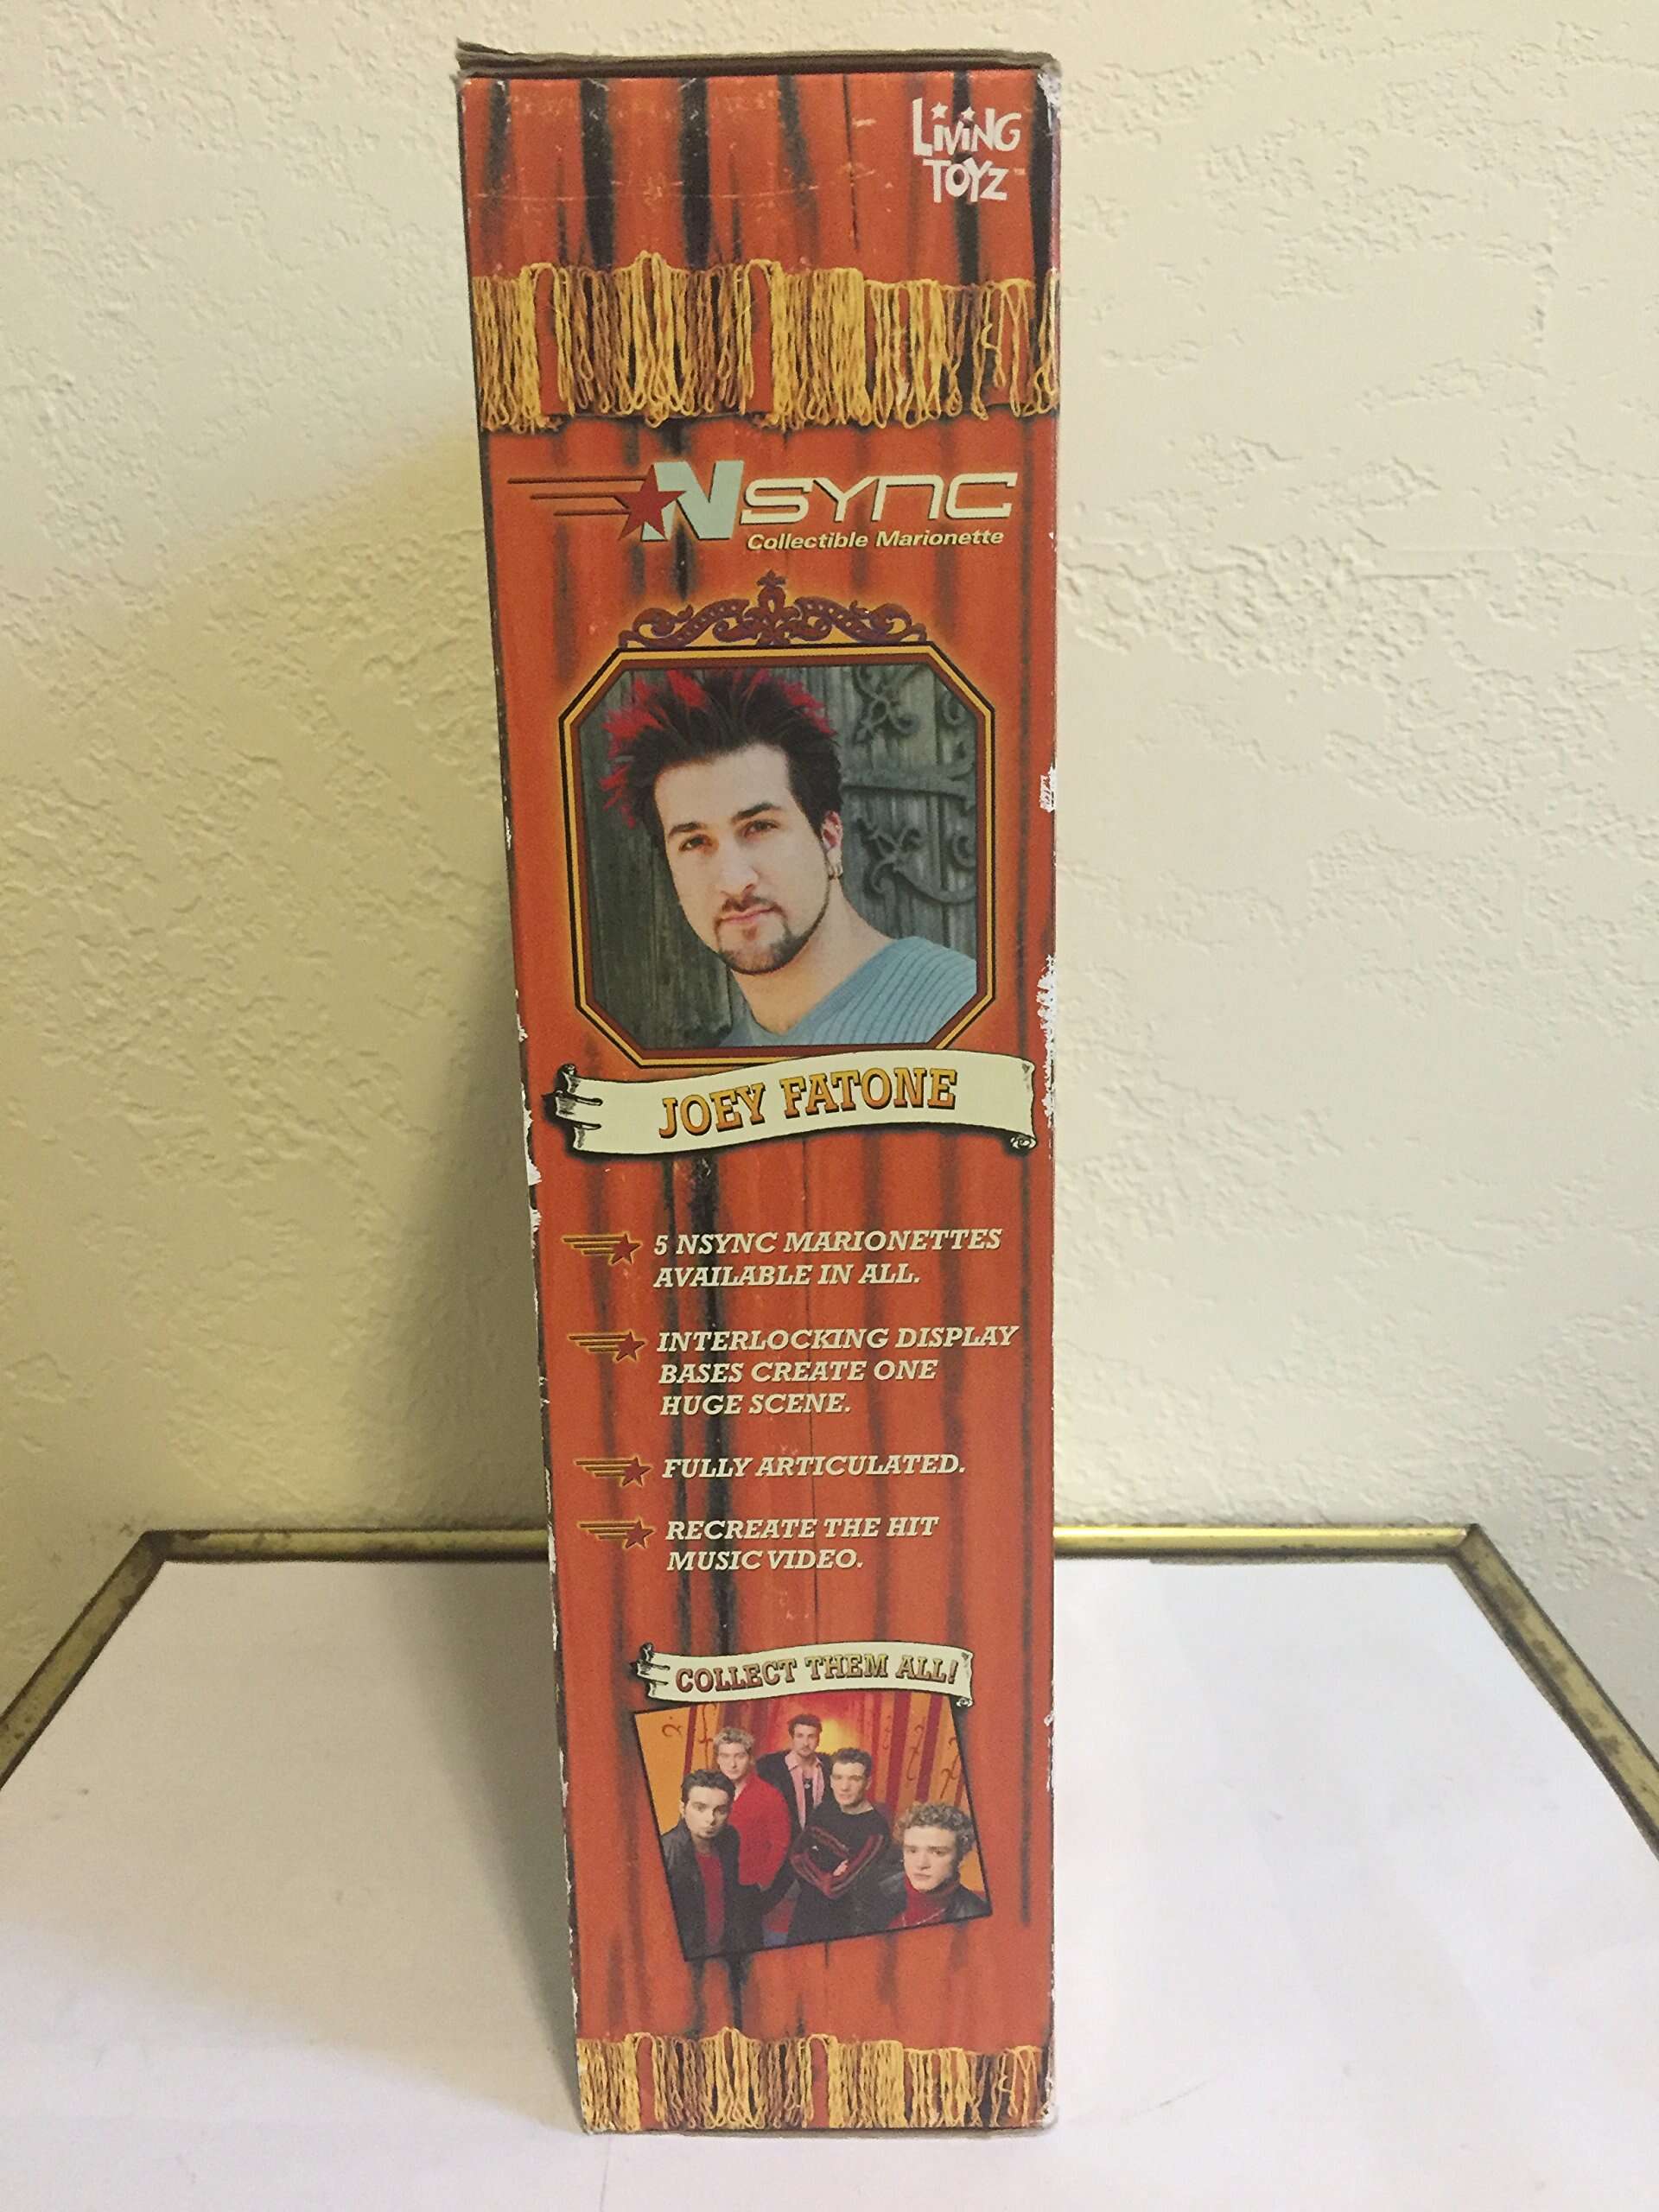 LiViNG
TOYZ™
NSYNC
Collectible Marionette
JOEY FATONE
5 NSYNC MARIONETTES
AVAILABLE IN ALL.
INTERLOCKING DISPLAY
BASES CREATE ONE
HUGE SCENE.
FULLY ARTICULATED.
RECREATE THE HIT
MUSIC VIDEO.
COLLECT THEM ALL!